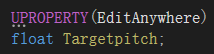 UPROPERTY(EditAnywhere)
float Targetpitch;